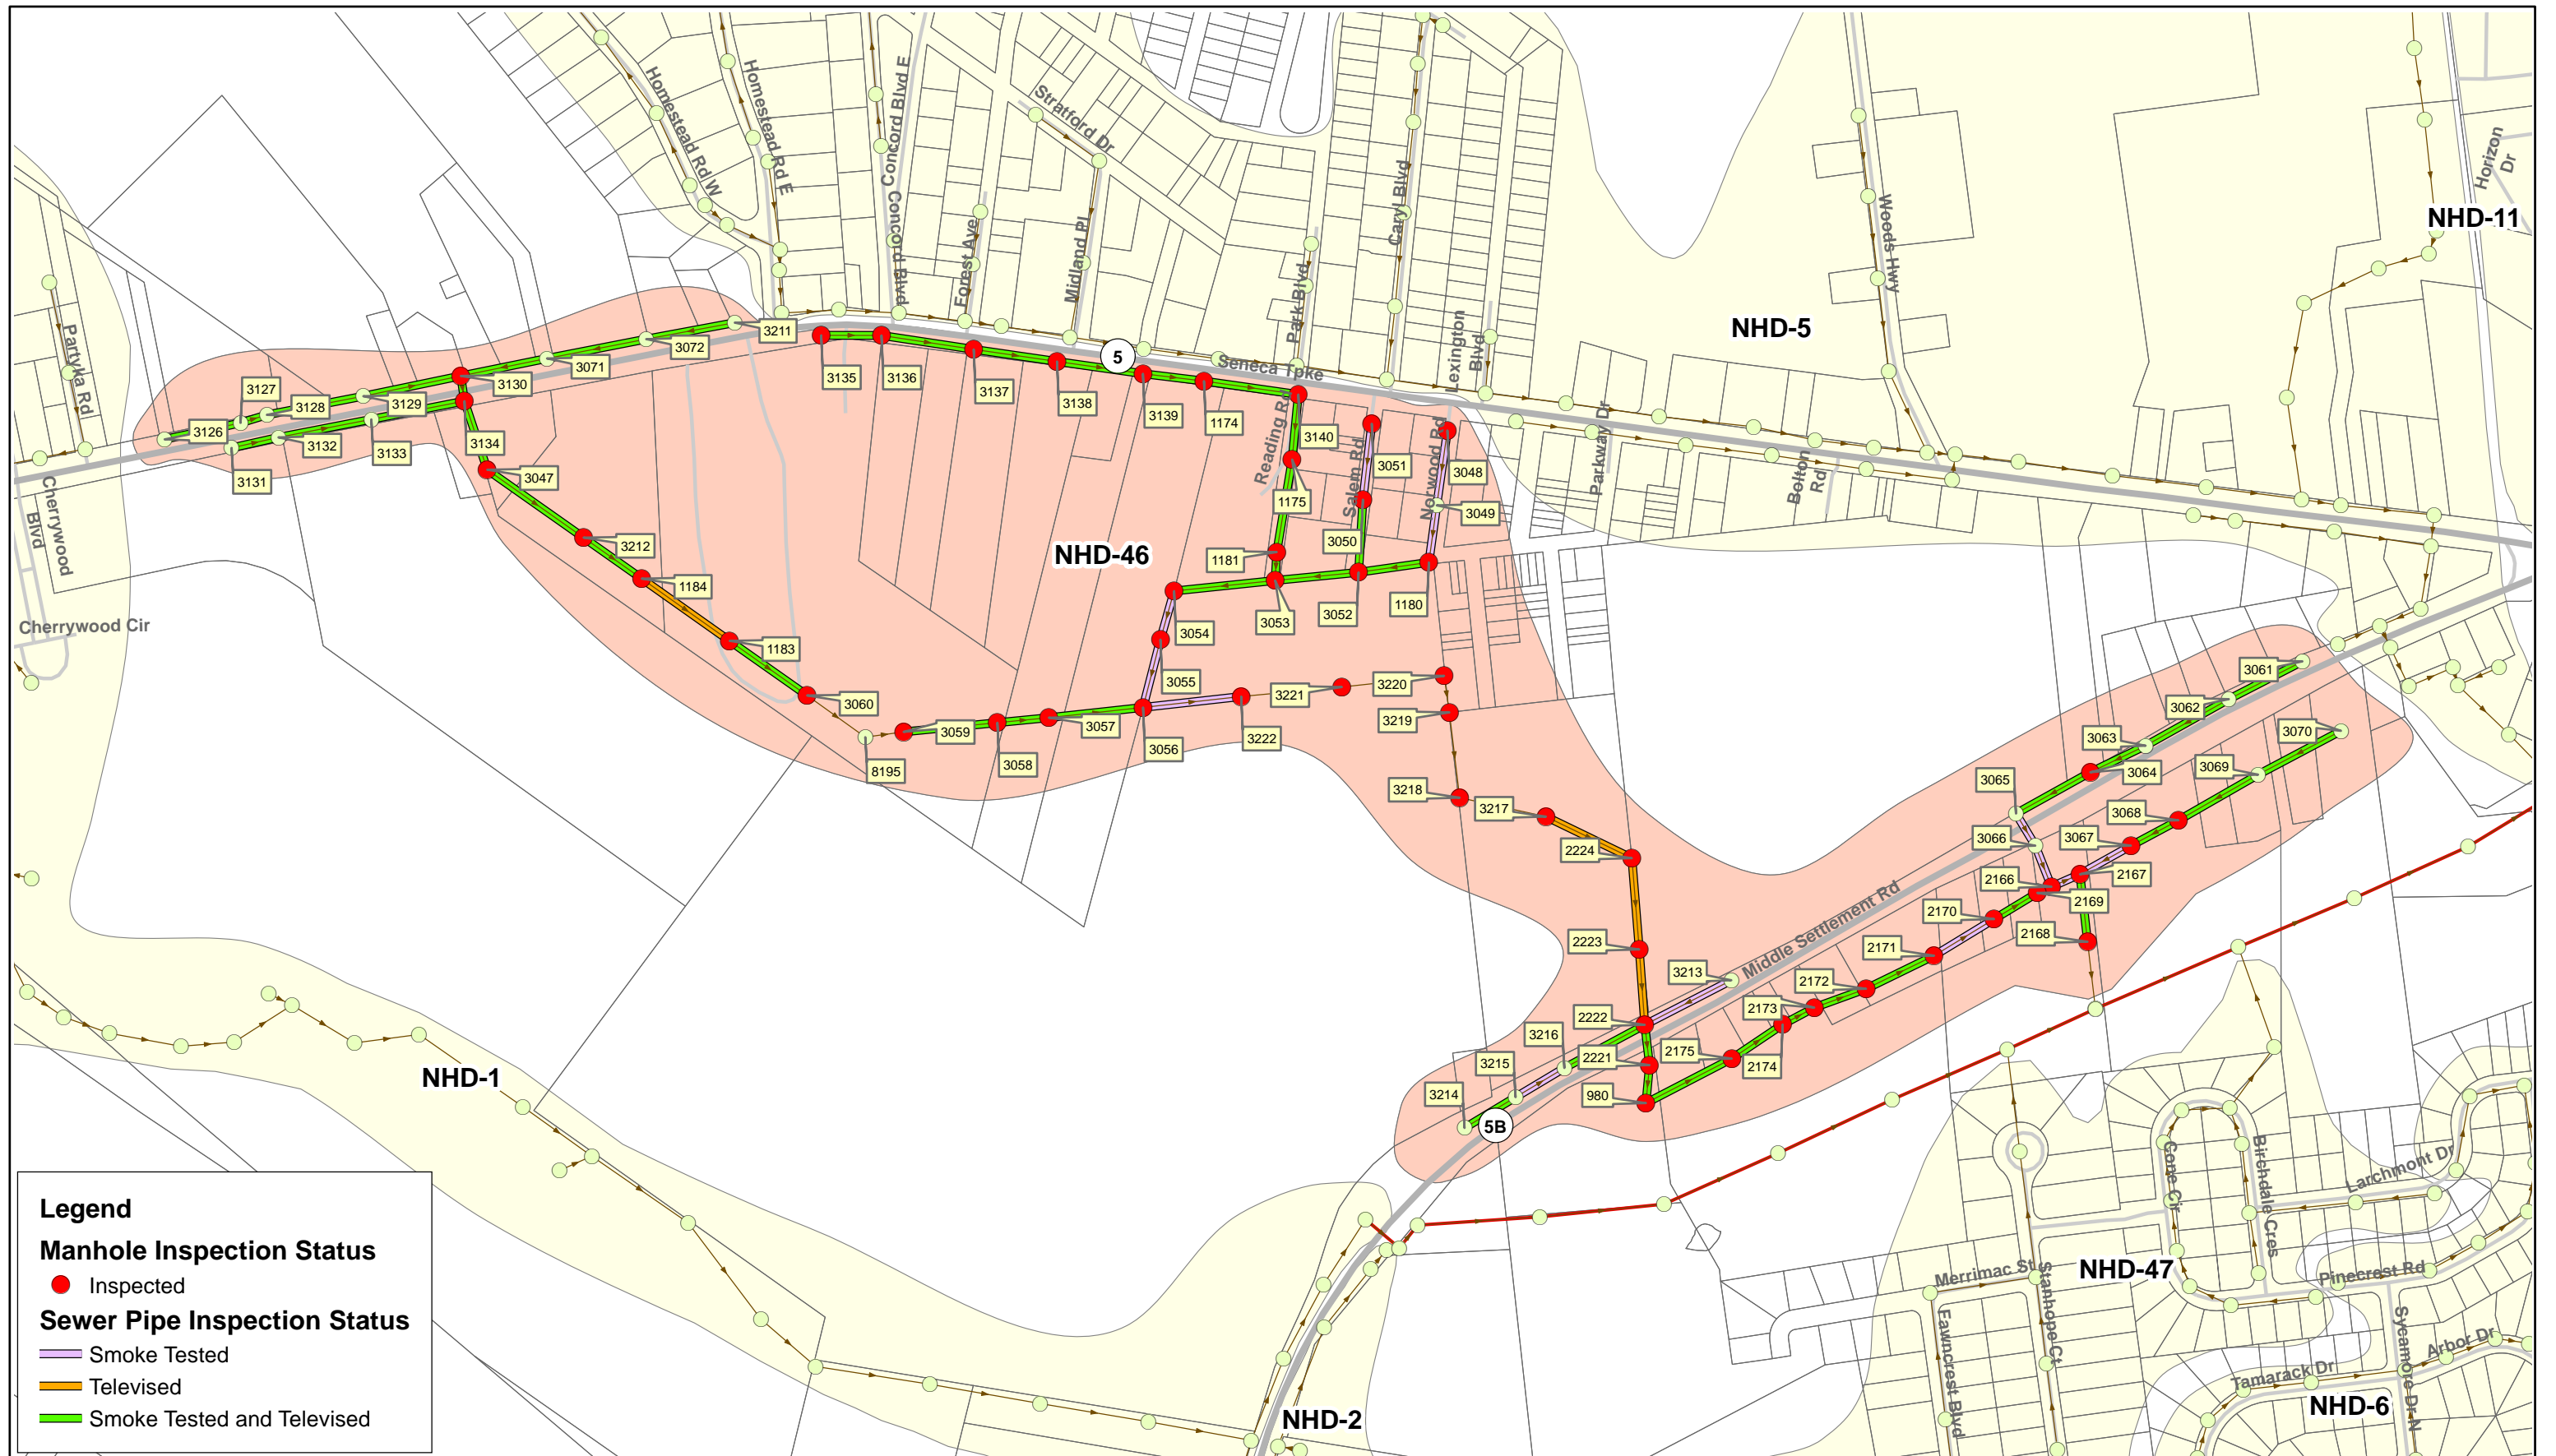 Homestead Rd W
Homestead Rd E
Concord Blvd E
Concord Blvd
Stratford Dr
Forest Ave
Midland Pl
Park Blvd
Caryl Blvd
Lexington
Blvd
Woods Hwy
Horizon
Dr
NHD-11
NHD-5
Partyka Rd
5
Seneca Tpke
3211
3072
3071
3130
3127
3128
3129
3126
3132
3133
3131
3134
3135
3136
3137
3138
3139
1174
3140
Reading Rd
Salem Rd
Norwood Rd
Parkway Dr
Bolton
Rd
3051
3048
1175
3049
3050
3047
3212
1184
NHD-46
1181
3053
3052
1180
Cherrywood
Blvd
Cherrywood Cir
1183
3054
3055
3060
3059
3058
3057
3056
3222
3221
3220
3219
8195
3218
3217
2224
3061
3062
3063
3070
3064
3069
3065
3068
3066
3067
2166
2167
2169
2170
2168
2171
2223
Middle Settlement Rd
3213
2172
2173
2222
3216
2221
2175
2174
3215
3214
980
5B
NHD-1
Cone Cir
Birchdale Cres
Larchmont Dr
Merrimac St
Stanhope Ct
NHD-47
Pinecrest Rd
Fawncrest Blvd
Sycamore Dr N
Arbor Dr
Tamarack Dr
NHD-6
NHD-2
Legend
Manhole Inspection Status
Inspected
Sewer Pipe Inspection Status
Smoke Tested
Televised
Smoke Tested and Televised